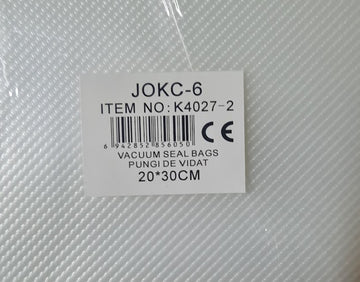 JOKC-6
ITEM NO:K4027-2
6 942852 856050
CE
VACUUM SEAL BAGS
PUNGI DE VIDAT
20*30CM